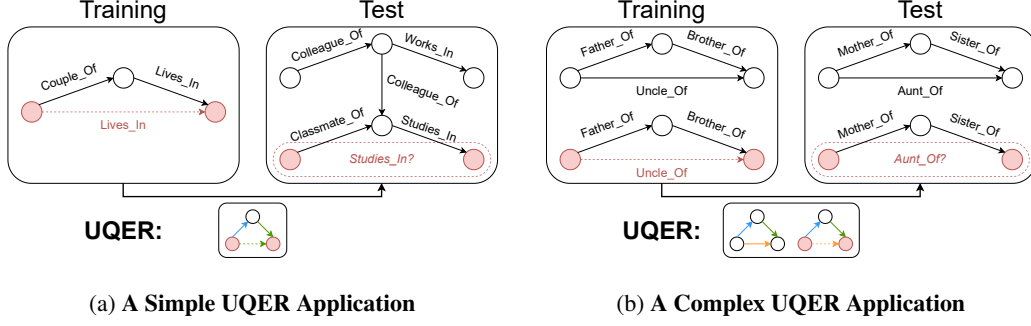 Training
Test
Couple_Of
Lives_In
Lives_In
Colleague_Of
Works_In
Colleague_Of
Classmate_Of
Studies_In
Studies_In?
UQER:
(a) A Simple UQER Application
Training
Test
Father_Of
Brother_Of
Uncle_Of
Father_Of
Brother_Of
Uncle_Of
Mother_Of
Sister_Of
Aunt_Of
Mother_Of
Sister_Of
Aunt_Of?
UQER:
(b) A Complex UQER Application